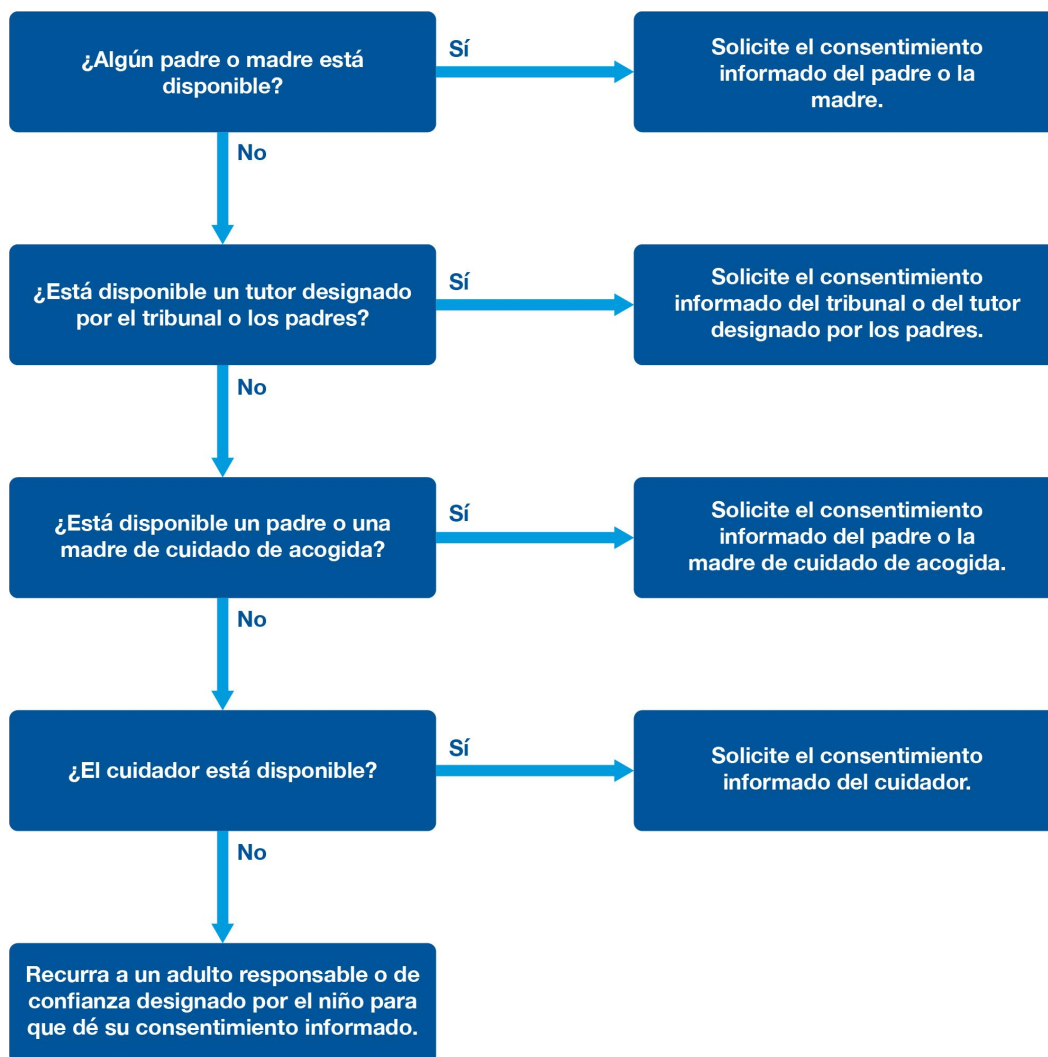 ¿Algún padre o madre está
disponible?
Sí
Solicite el consentimiento
informado del padre o la
madre.
No
¿Está disponible un tutor designado
por el tribunal o los padres?
Sí
Solicite el consentimiento
informado del tribunal o del tutor
designado por los padres.
No
¿Está disponible un padre o una
madre de cuidado de acogida?
Sí
Solicite el consentimiento
informado del padre o la
madre de cuidado de acogida.
No
¿El cuidador está disponible?
Sí
Solicite el consentimiento
informado del cuidador.
No
Recurra a un adulto responsable o de
confianza designado por el niño para
que dé su consentimiento informado.